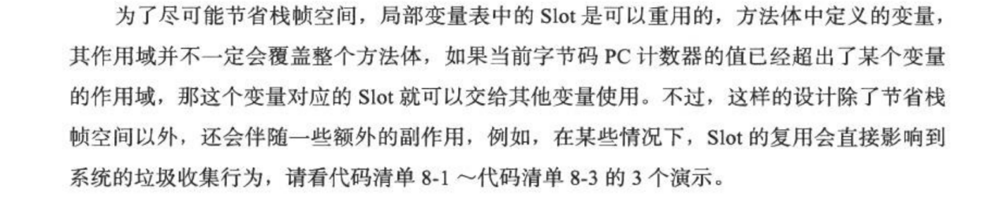 为了尽可能节省栈帧空间，局部变量表中的 Slot 是可以重用的，方法体中定义的变量，
其作用域并不一定会覆盖整个方法体，如果当前字节码 PC 计数器的值已经超出了某个变量
的作用域，那这个变量对应的 Slot 就可以交给其他变量使用。不过，这样的设计除了节省栈
帧空间以外，还会伴随一些额外的副作用，例如，在某些情况下，Slot 的复用会直接影响到
系统的垃圾收集行为，请看代码清单 8-1 ～代码清单 8-3 的 3 个演示。